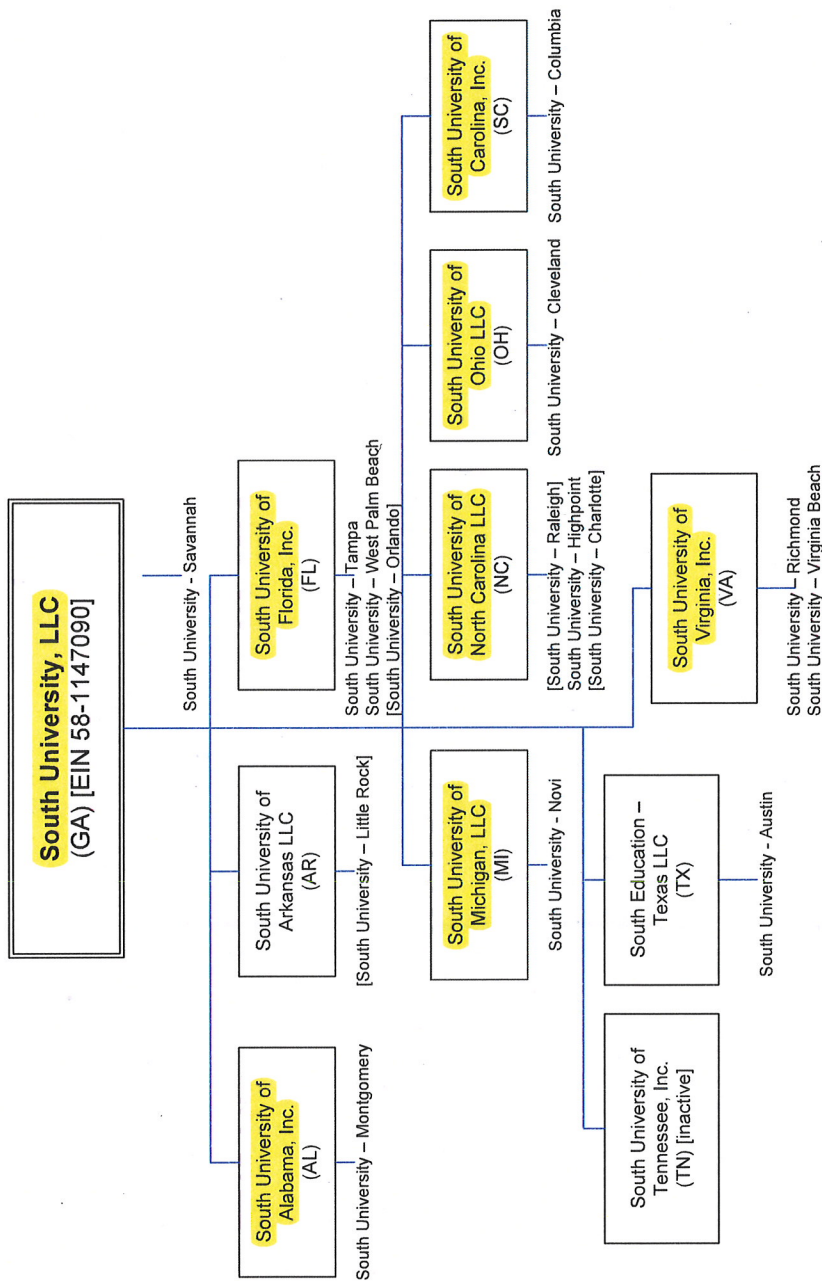 South University, LLC
(GA) [EIN 58-1147090]
South University - Savannah
South University of
Alabama, Inc.
(AL)
South University – Montgomery
South University of
Arkansas LLC
(AR)
[South University – Little Rock]
South University of
Florida, Inc.
(FL)
South University – Tampa
South University – West Palm Beach
[South University – Orlando]
South University of
Michigan, LLC
(MI)
South University - Novi
South University of
North Carolina LLC
(NC)
[South University – Raleigh]
South University – Highpoint
[South University – Charlotte]
South University of
Ohio LLC
(OH)
South University – Cleveland
South University of
Carolina, Inc.
(SC)
South University – Columbia
South University of
Tennessee, Inc.
(TN) [inactive]
South Education –
Texas LLC
(TX)
South University - Austin
South University of
Virginia, Inc.
(VA)
South University – Richmond
South University – Virginia Beach